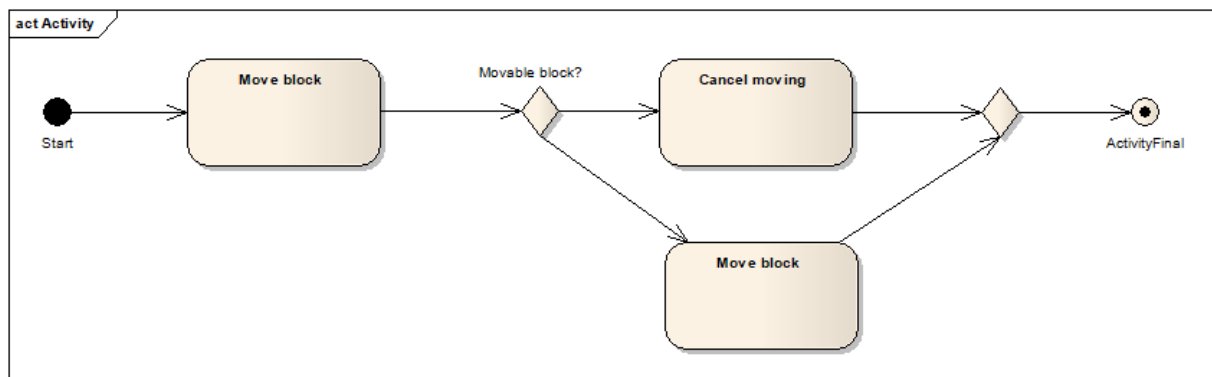 act Activity
Move block
Movable block?
Cancel moving
Start
ActivityFinal
Move block